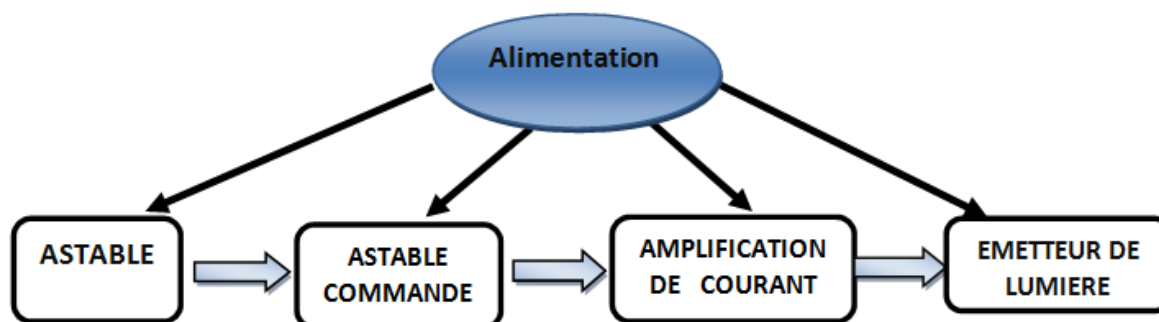 Alimentation
ASTABLE
ASTABLE
COMMANDE
AMPLIFICATION
DE COURANT
EMETTEUR DE
LUMIERE